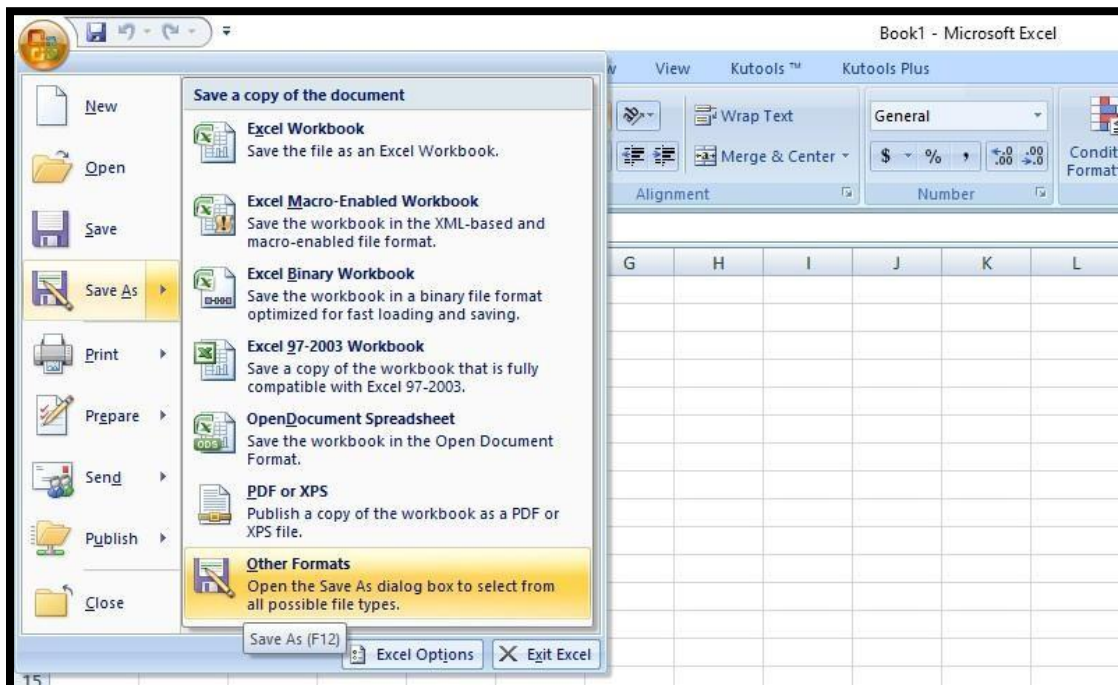 Book1 - Microsoft Excel
View Kutools ™ Kutools Plus
New
Open
Save
Save As
Print
Prepare
Send
Publish
Close
Save a copy of the document
Excel Workbook
Save the file as an Excel Workbook.
Excel Macro-Enabled Workbook
Save the workbook in the XML-based and
macro-enabled file format.
Excel Binary Workbook
Save the workbook in a binary file format
optimized for fast loading and saving.
Excel 97-2003 Workbook
Save a copy of the workbook that is fully
compatible with Excel 97-2003.
OpenDocument Spreadsheet
ODS
Save the workbook in the Open Document
Format.
PDF or XPS
Publish a copy of the workbook as a PDF or
XPS file.
Other Formats
Open the Save As dialog box to select from
all possible file types.
Save As (F12)
Excel Options Exit Excel
Wrap Text
Merge & Center
Alignment
General
$ % , .0 .00 .00 .0
Number
Condit
Format
G H I J K L
15